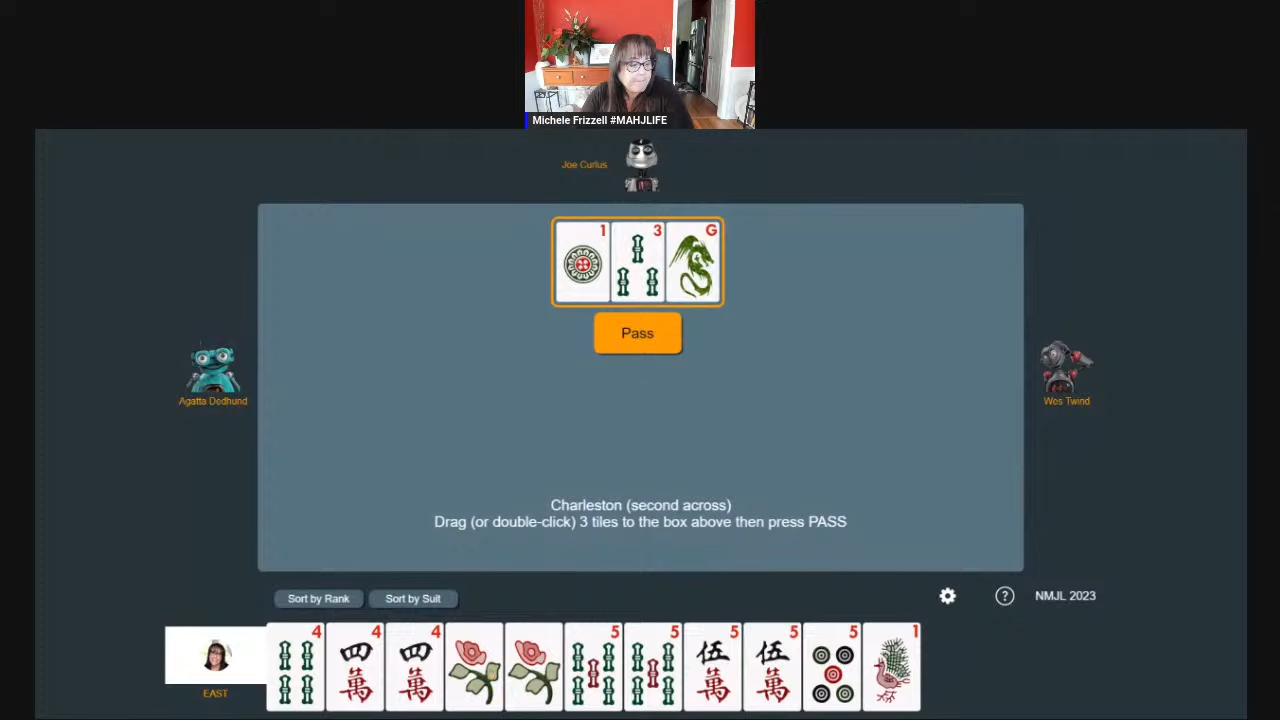 Michele Frizzell #MAHJLIFE
Joe Curlus
1 3 G
Pass
Agatta Dedhund
Wes Twind
Charleston (second across)
Drag (or double-click) 3 tiles to the box above then press PASS
Sort by Rank Sort by Suit ? NMJL 2023
4 4 4 5 5 5 5 5 1
四 四 伍 伍
萬 萬 萬 萬
EAST